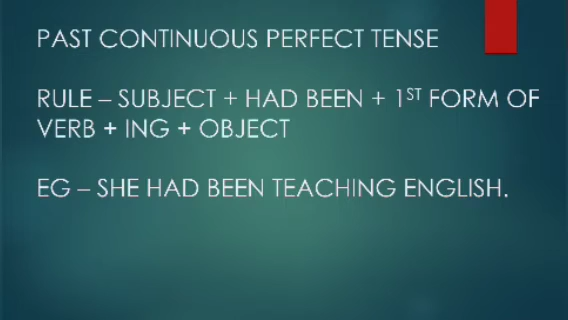 PAST CONTINUOUS PERFECT TENSE
RULE – SUBJECT + HAD BEEN + 1ST FORM OF
VERB + ING + OBJECT
EG – SHE HAD BEEN TEACHING ENGLISH.